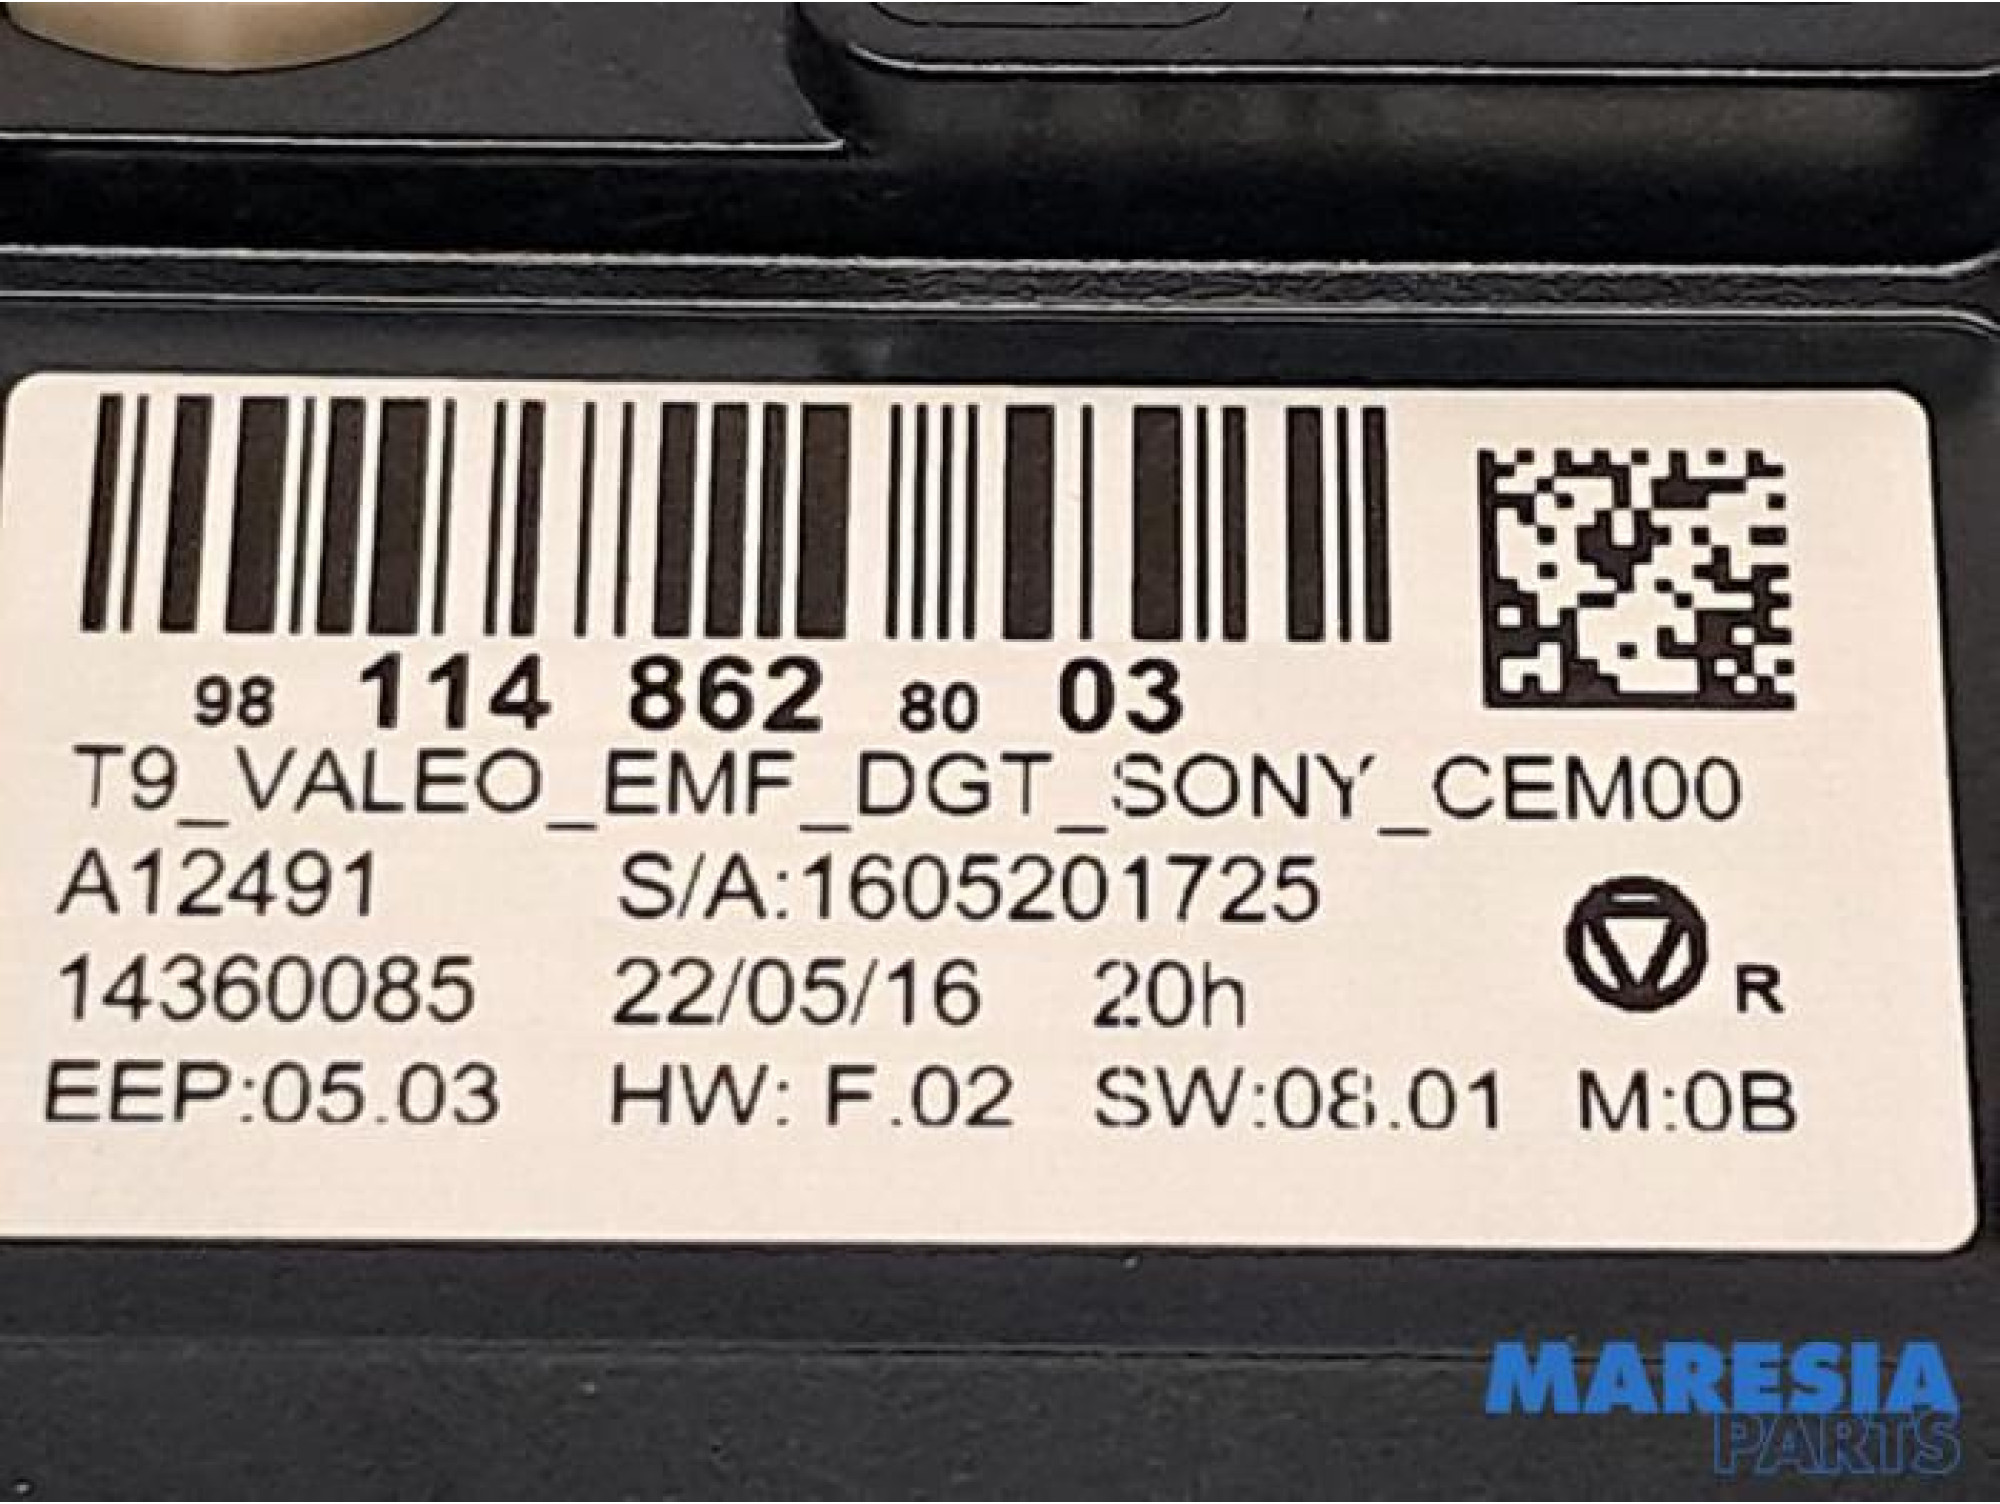 98 114 862 80 03
T9_VALEO_EMF_DGT_SONY_CEM00
A12491 S/A:1605201725
14360085 22/05/16 20h
R
EEP:05.03 HW: F.02 SW:08.01 M:0B
MARESIA
PARTS